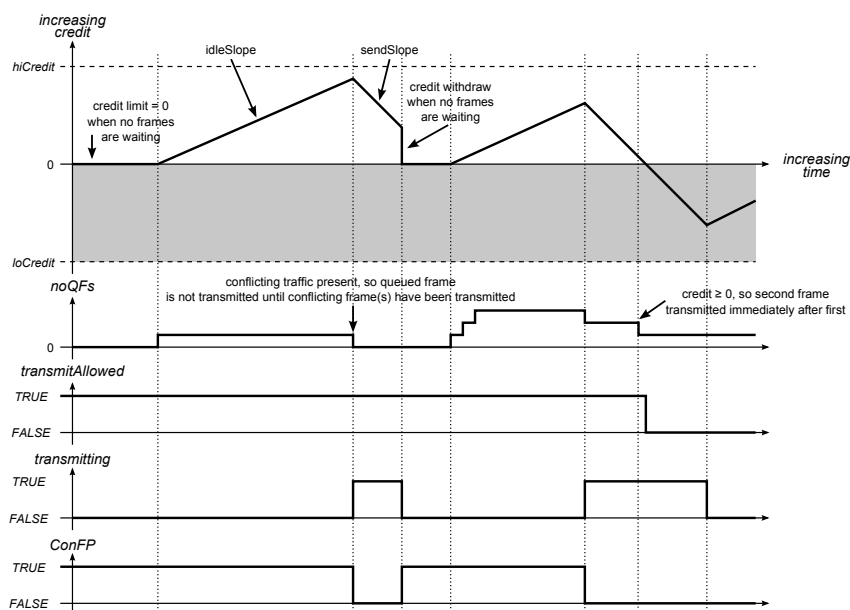 increasing
credit
hiCredit
idleSlope
sendSlope
credit limit = 0
when no frames
are waiting
credit withdraw
when no frames
are waiting
0
increasing
time
loCredit
noQFs
conflicting traffic present, so queued frame
is not transmitted until conflicting frame(s) have been transmitted
credit ≥ 0, so second frame
transmitted immediately after first
0
transmitAllowed
TRUE
FALSE
transmitting
TRUE
FALSE
ConFP
TRUE
FALSE